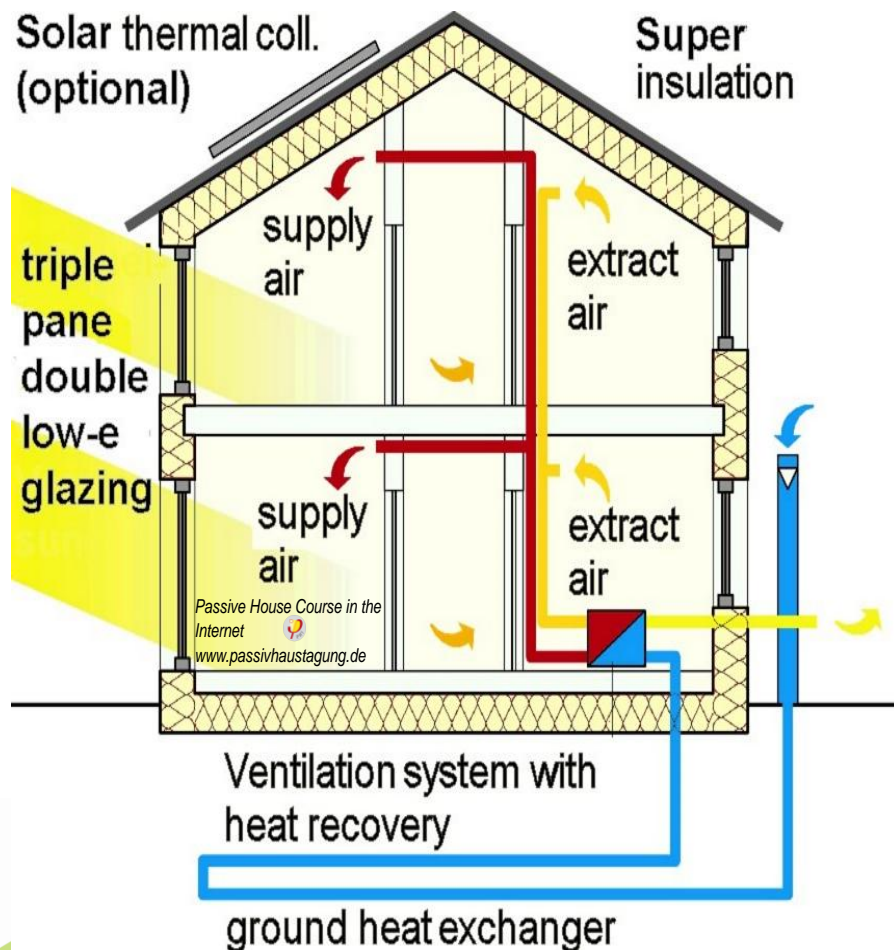 Solar thermal coll.
(optional)
Super
insulation
supply
air
extract
air
triple
pane
double
low-e
glazing
supply
air
extract
air
sun
Passive House Course in the
Internet
www.passivhaustagung.de
Ventilation system with
heat recovery
ground heat exchanger